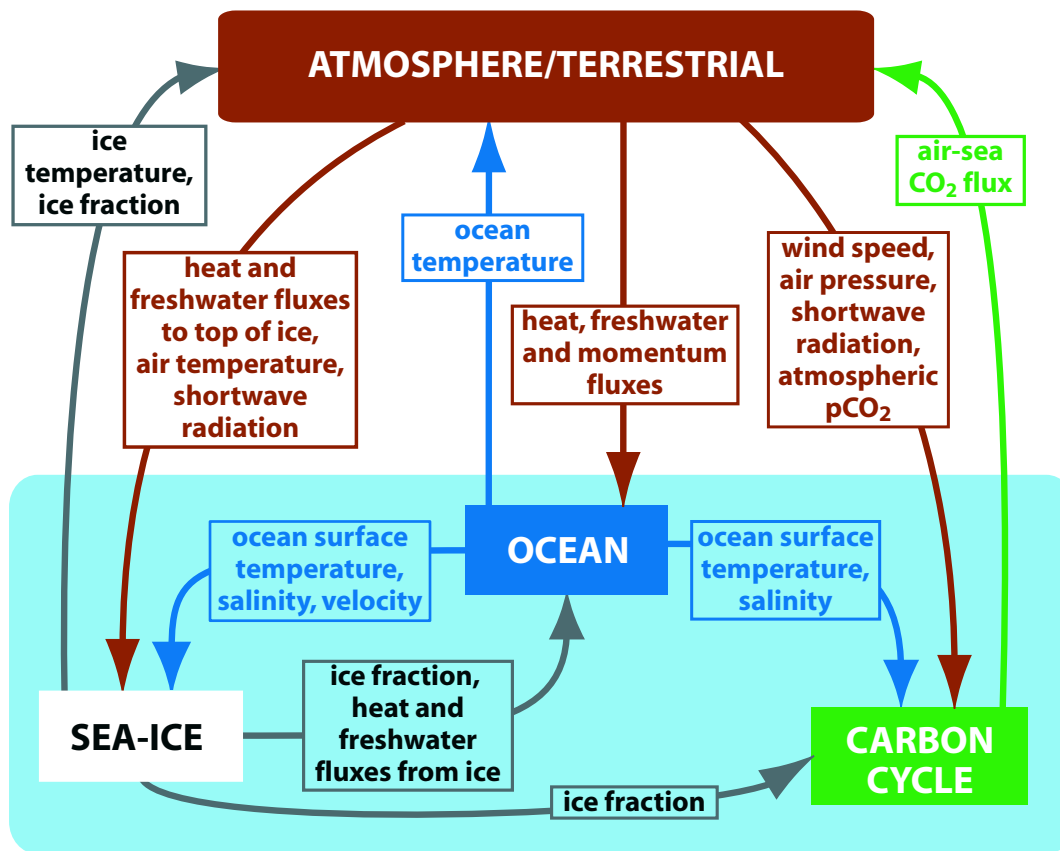 ATMOSPHERE/TERRESTRIAL
ice
temperature,
ice fraction
air-sea
CO₂ flux
ocean
temperature
heat and
freshwater fluxes
to top of ice,
air temperature,
shortwave
radiation
heat, freshwater
and momentum
fluxes
wind speed,
air pressure,
shortwave
radiation,
atmospheric
pCO₂
ocean surface
temperature,
salinity, velocity
OCEAN
ocean surface
temperature,
salinity
ice fraction,
heat and
freshwater
fluxes from ice
SEA-ICE
CARBON
CYCLE
ice fraction